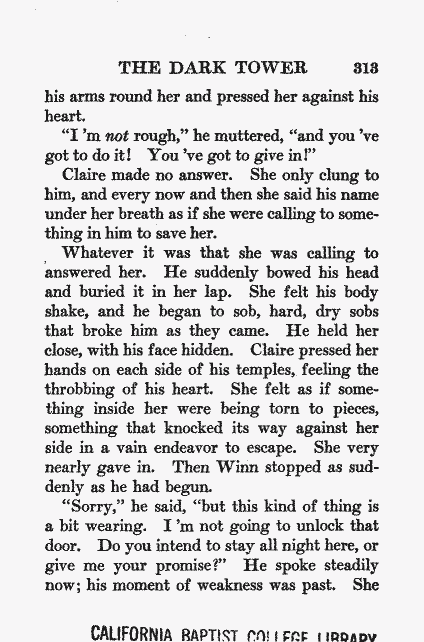 THE DARK TOWER 313
his arms round her and pressed her against his
heart.
“I ’m not rough,” he muttered, “and you ’ve
got to do it! You ’ve got to give in!”
Claire made no answer. She only clung to
him, and every now and then she said his name
under her breath as if she were calling to some-
thing in him to save her.
Whatever it was that she was calling to
answered her. He suddenly bowed his head
and buried it in her lap. She felt his body
shake, and he began to sob, hard, dry sobs
that broke him as they came. He held her
close, with his face hidden. Claire pressed her
hands on each side of his temples, feeling the
throbbing of his heart. She felt as if some-
thing inside her were being torn to pieces,
something that knocked its way against her
side in a vain endeavor to escape. She very
nearly gave in. Then Winn stopped as sud-
denly as he had begun.
“Sorry,” he said, “but this kind of thing is
a bit wearing. I ’m not going to unlock that
door. Do you intend to stay all night here, or
give me your promise?” He spoke steadily
now; his moment of weakness was past. She
CALIFORNIA BAPTIST COLLEGE LIBRARY